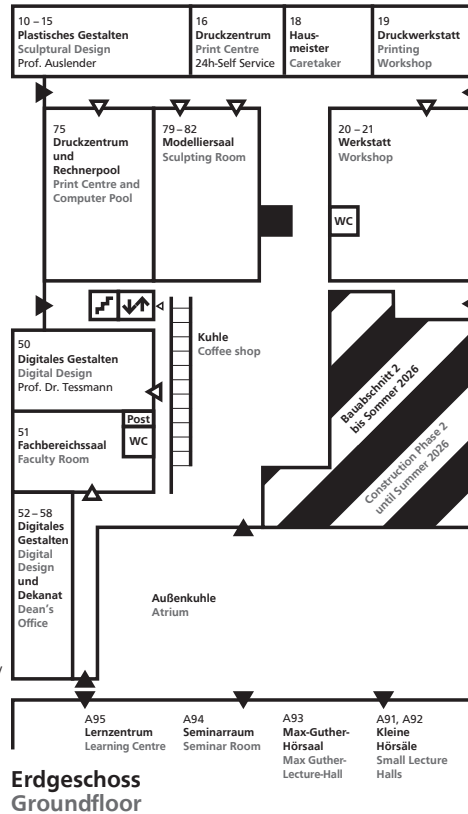 10 – 15
Plastisches Gestalten
Sculptural Design
Prof. Auslender
16
Druckzentrum
Print Centre
24h-Self Service
18
Haus-
meister
Caretaker
19
Druckwerkstatt
Printing
Workshop
75
Druckzentrum
und
Rechnerpool
Print Centre and
Computer Pool
79 – 82
Modelliersaal
Sculpting Room
20 – 21
Werkstatt
Workshop
WC
Kuhle
Coffee shop
50
Digitales Gestalten
Digital Design
Prof. Dr. Tessmann
Post
WC
51
Fachbereichssaal
Faculty Room
Bauabschnitt 2
bis Sommer 2026
Construction Phase 2
until Summer 2026
52 – 58
Digitales
Gestalten
Digital
Design
und
Dekanat
Dean’s
Office
Außenkuhle
Atrium
A95
Lernzentrum
Learning Centre
A94
Seminarraum
Seminar Room
A93
Max-Guther-
Hörsaal
Max Guther-
Lecture-Hall
A91, A92
Kleine
Hörsäle
Small Lecture
Halls
Erdgeschoss
Groundfloor